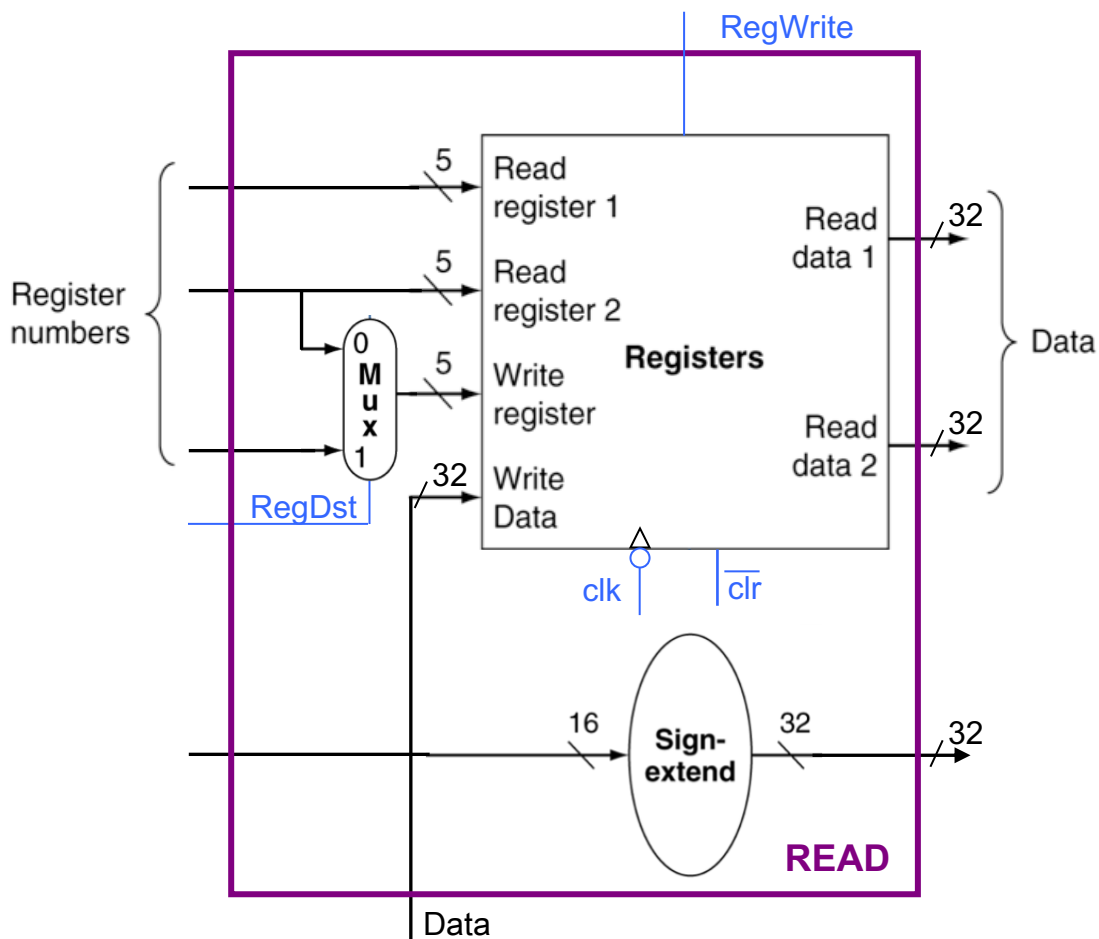 RegWrite
5
Read
register 1
Read
data 1
32
5
Read
register 2
Register
numbers
0
Mux
1
5
Write
register
Registers
Data
Read
data 2
32
32
Write
Data
RegDst
clk
c̅l̅r̅
16
Sign-
extend
32
32
READ
Data